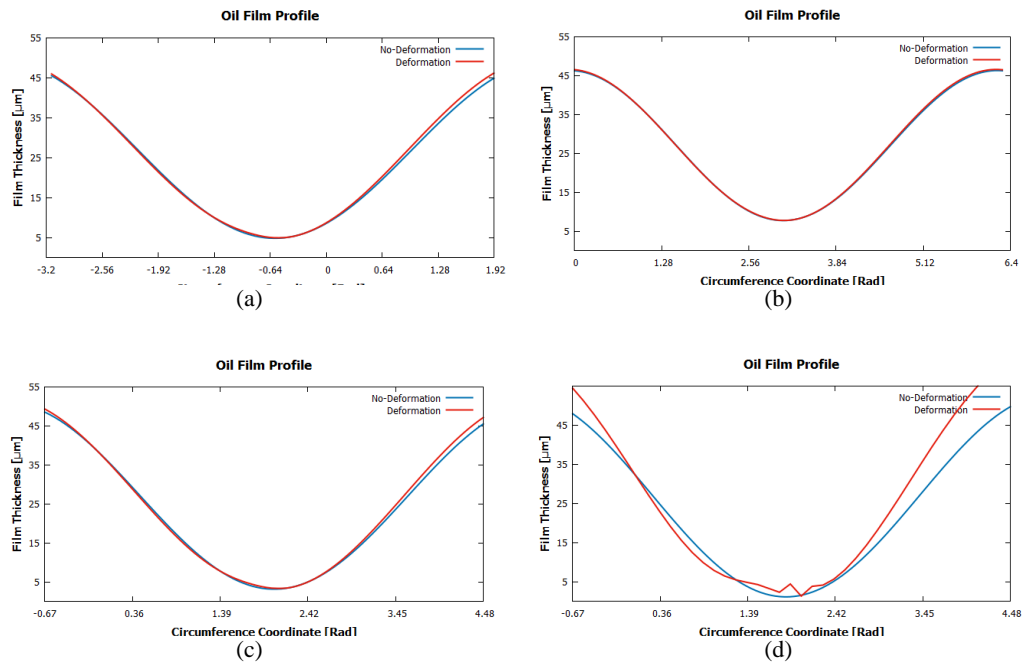 Oil Film Profile
55
No-Deformation
Deformation
45
35
25
15
5
Film Thickness [µm]
-3.2 -2.56 -1.92 -1.28 -0.64 0 0.64 1.28 1.92
(a)
Oil Film Profile
55
No-Deformation
Deformation
45
35
25
15
5
Film Thickness [µm]
0 1.28 2.56 3.84 5.12 6.4
Circumference Coordinate [Rad]
(b)
Oil Film Profile
55
No-Deformation
Deformation
45
35
25
15
5
Film Thickness [µm]
-0.67 0.36 1.39 2.42 3.45 4.48
Circumference Coordinate [Rad]
(c)
Oil Film Profile
55
No-Deformation
Deformation
45
35
25
15
5
Film Thickness [µm]
-0.67 0.36 1.39 2.42 3.45 4.48
Circumference Coordinate [Rad]
(d)